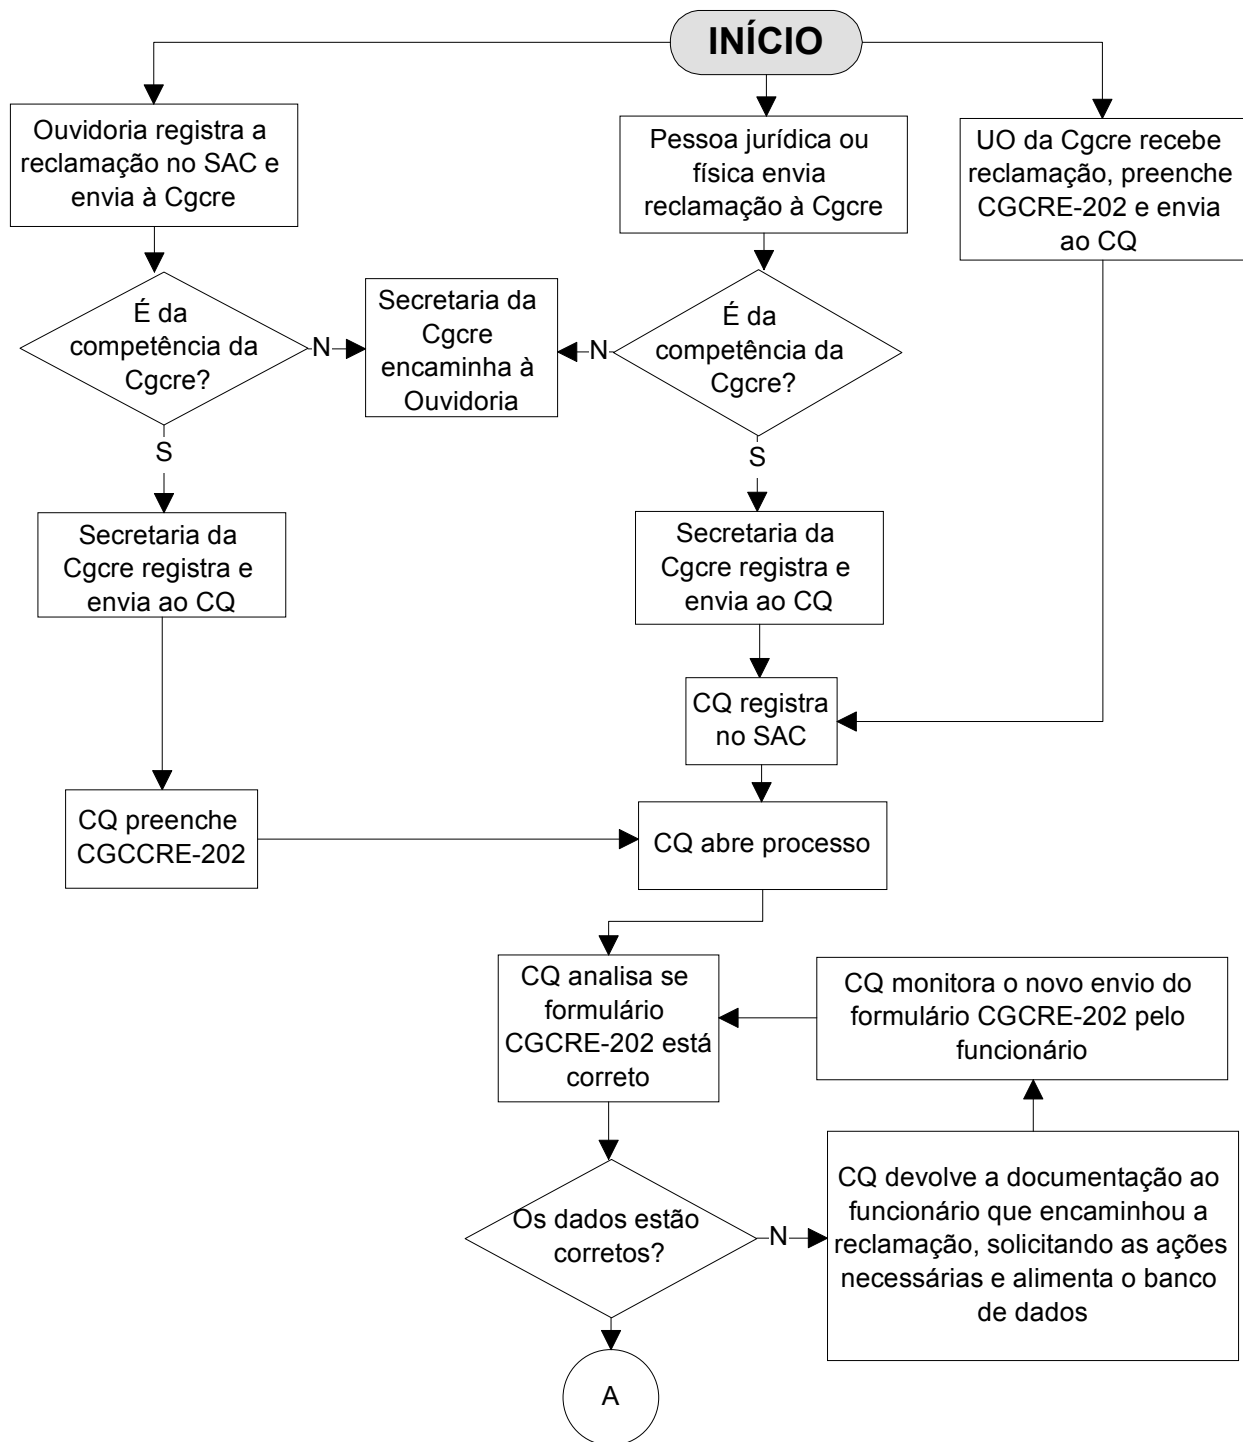 INÍCIO
Ouvidoria registra a
reclamação no SAC e
envia à Cgcre
Pessoa jurídica ou
física envia
reclamação à Cgcre
UO da Cgcre recebe
reclamação, preenche
CGCRE-202 e envia
ao CQ
É da
competência da
Cgcre?
N
Secretaria da
Cgcre
encaminha à
Ouvidoria
N
É da
competência da
Cgcre?
S
S
Secretaria da
Cgcre registra e
envia ao CQ
Secretaria da
Cgcre registra e
envia ao CQ
CQ registra
no SAC
CQ preenche
CGCCRE-202
CQ abre processo
CQ analisa se
formulário
CGCRE-202 está
correto
CQ monitora o novo envio do
formulário CGCRE-202 pelo
funcionário
Os dados estão
corretos?
N
CQ devolve a documentação ao
funcionário que encaminhou a
reclamação, solicitando as ações
necessárias e alimenta o banco
de dados
A